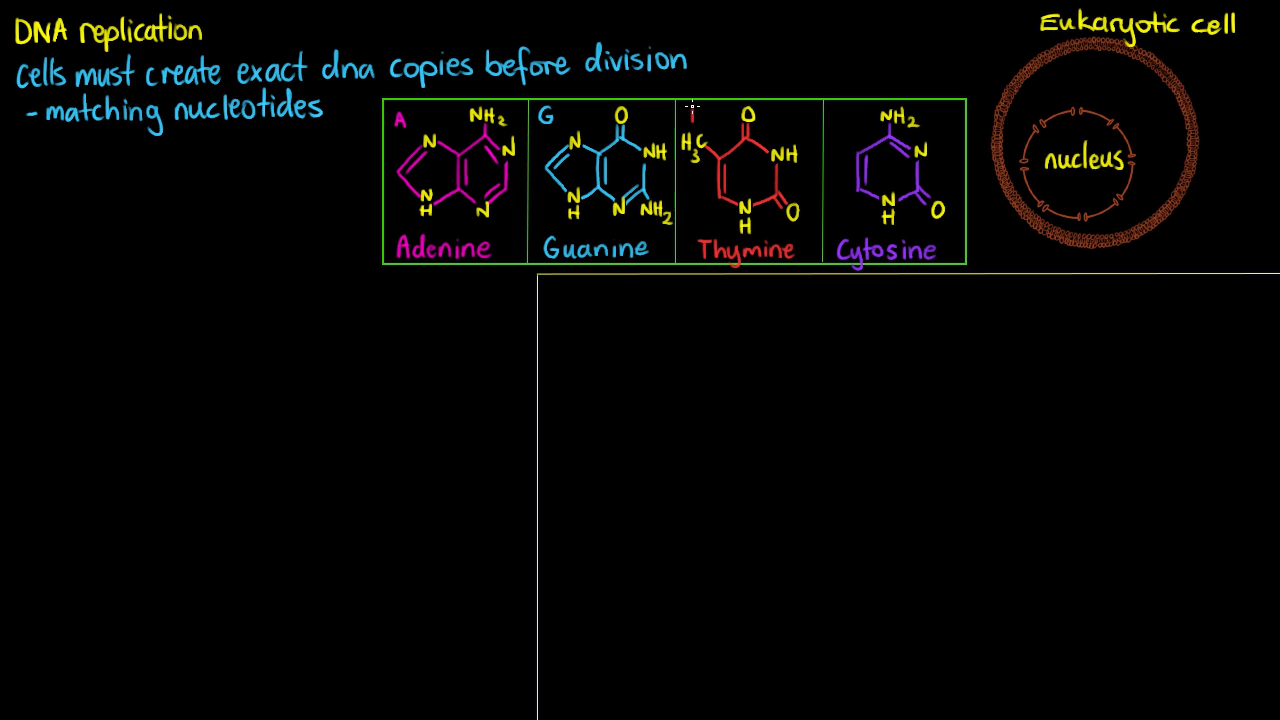 DNA replication
Cells must create exact dna copies before division
- matching nucleotides
Eukaryotic cell
nucleus
A
NH2
N
N
N
H
N
Adenine
G
O
N
NH
N
H
N
NH2
Guanine
T
O
H3C
NH
N
H
O
Thymine
NH2
N
N
H
O
Cytosine